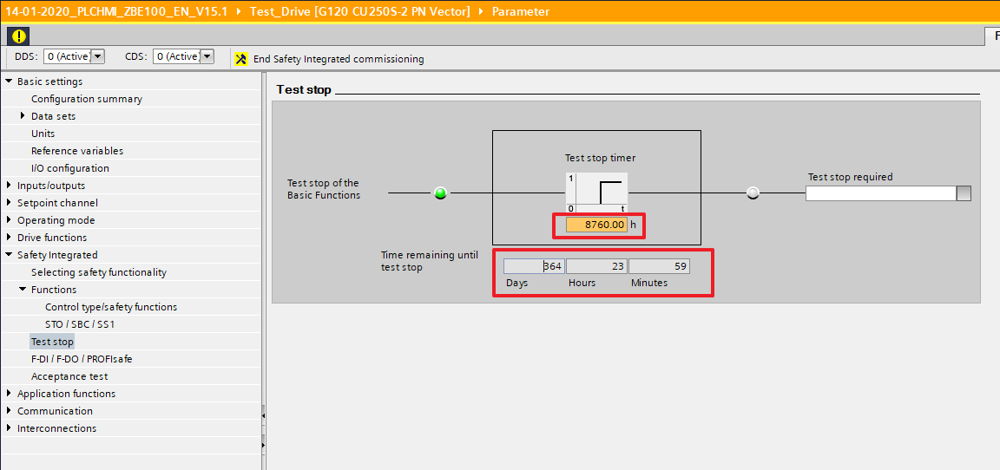 14-01-2020_PLCHMI_ZBE100_EN_V15.1 Test_Drive [G120 CU250S-2 PN Vector] Parameter
F
DDS: 0 (Active) CDS: 0 (Active) End Safety Integrated commissioning
Basic settings
Configuration summary
Data sets
Units
Reference variables
I/O configuration
Inputs/outputs
Setpoint channel
Operating mode
Drive functions
Safety Integrated
Selecting safety functionality
Functions
Control type/safety functions
STO / SBC / SS1
Test stop
F-DI / F-DO / PROFIsafe
Acceptance test
Application functions
Communication
Interconnections
Test stop
Test stop of the
Basic Functions
Test stop timer
1
0 t
8760.00 h
Test stop required
Time remaining until
test stop
364 23 59
Days Hours Minutes